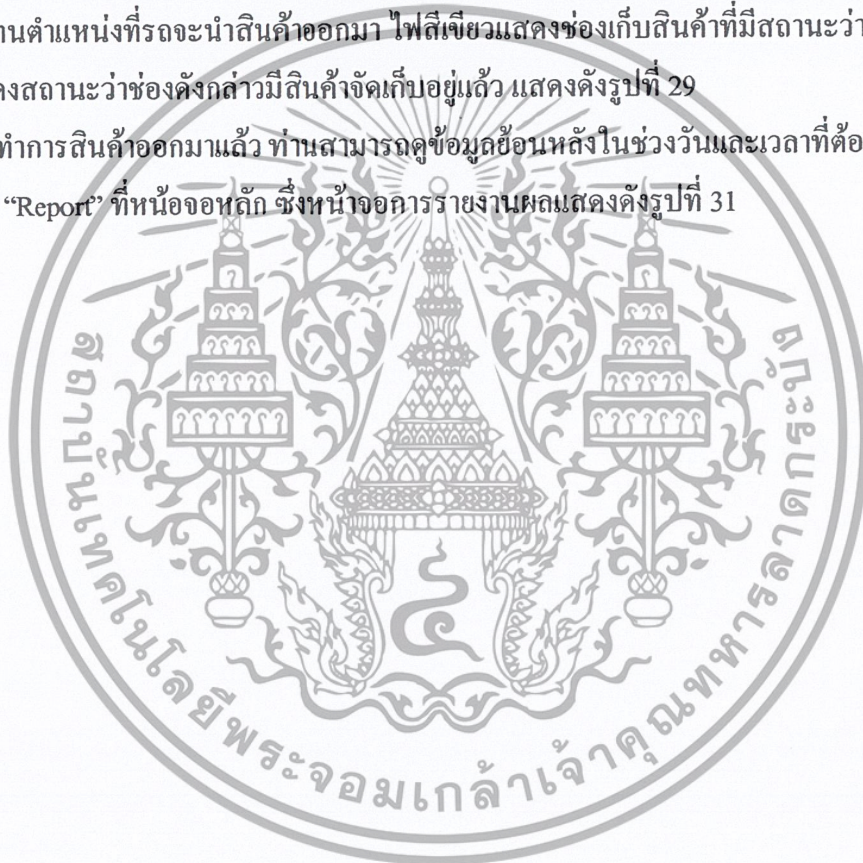 านตำแหน่งที่รถจะนำสินค้าออกมา ไฟสีเขียวแสดงช่องเก็บสินค้าที่มีสถานะว่า
งสถานะว่าช่องดังกล่าวมีสินค้าจัดเก็บอยู่แล้ว แสดงดังรูปที่ 29
ทำการสินค้าออกมาแล้ว ท่านสามารถดูข้อมูลย้อนหลังในช่วงวันและเวลาที่ต้อ
“Report” ที่หน้อจอหลัก ซึ่งหน้าจอการรายงานผลแสดงดังรูปที่ 31
๔
สถาบันเทคโนโลยีพระจอมเกล้าเจ้าคุณทหารลาดกระบัง